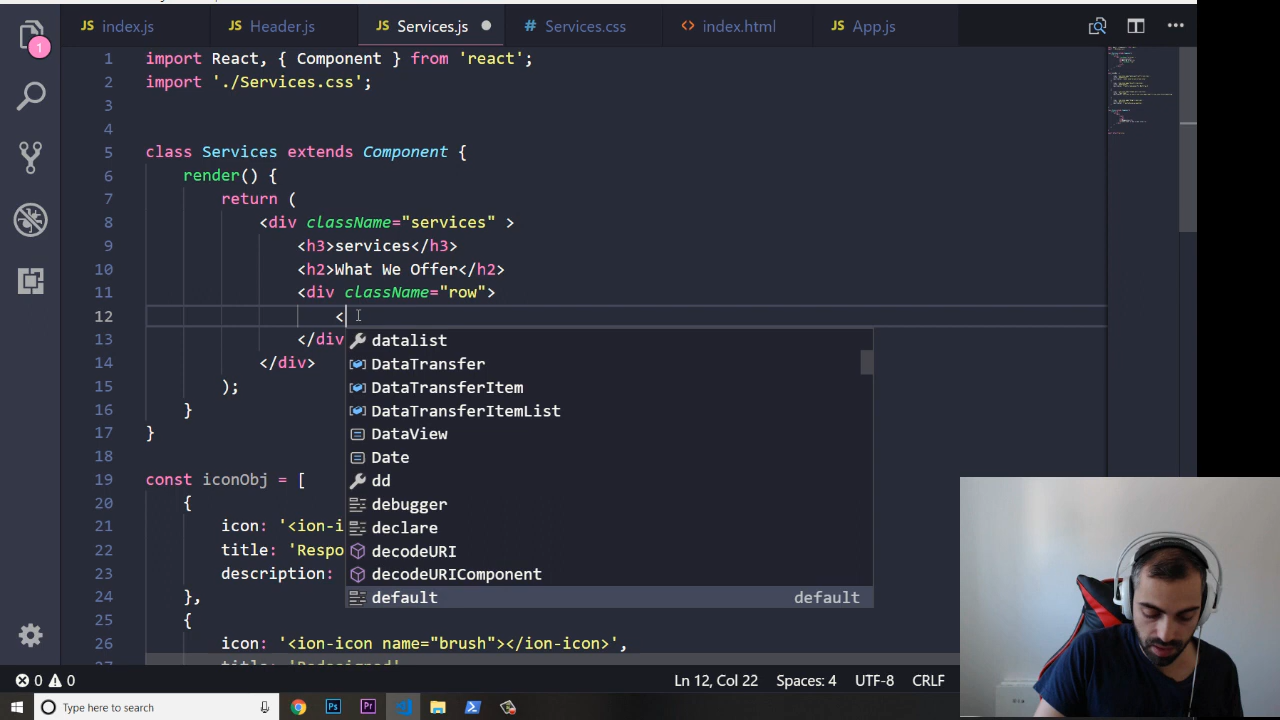 index.js Header.js Services.js Services.css index.html App.js
1
1 import React, { Component } from 'react';
2 import './Services.css';
3
4
5 class Services extends Component {
6 render() {
7 return (
8 <div className="services" >
9 <h3>services</h3>
10 <h2>What We Offer</h2>
11 <div className="row">
12 <
13 </div
14 </div>
15 );
16 }
17 }
18
19 const iconObj = [
20 {
21 icon: '<ion-i
22 title: 'Respo
23 description:
24 },
25 {
26 icon: '<ion-icon name="brush"></ion-icon>',
datalist
DataTransfer
DataTransferItem
DataTransferItemList
DataView
Date
dd
debugger
declare
decodeURI
decodeURIComponent
default default
0 0 Ln 12, Col 22 Spaces: 4 UTF-8 CRLF
Type here to search